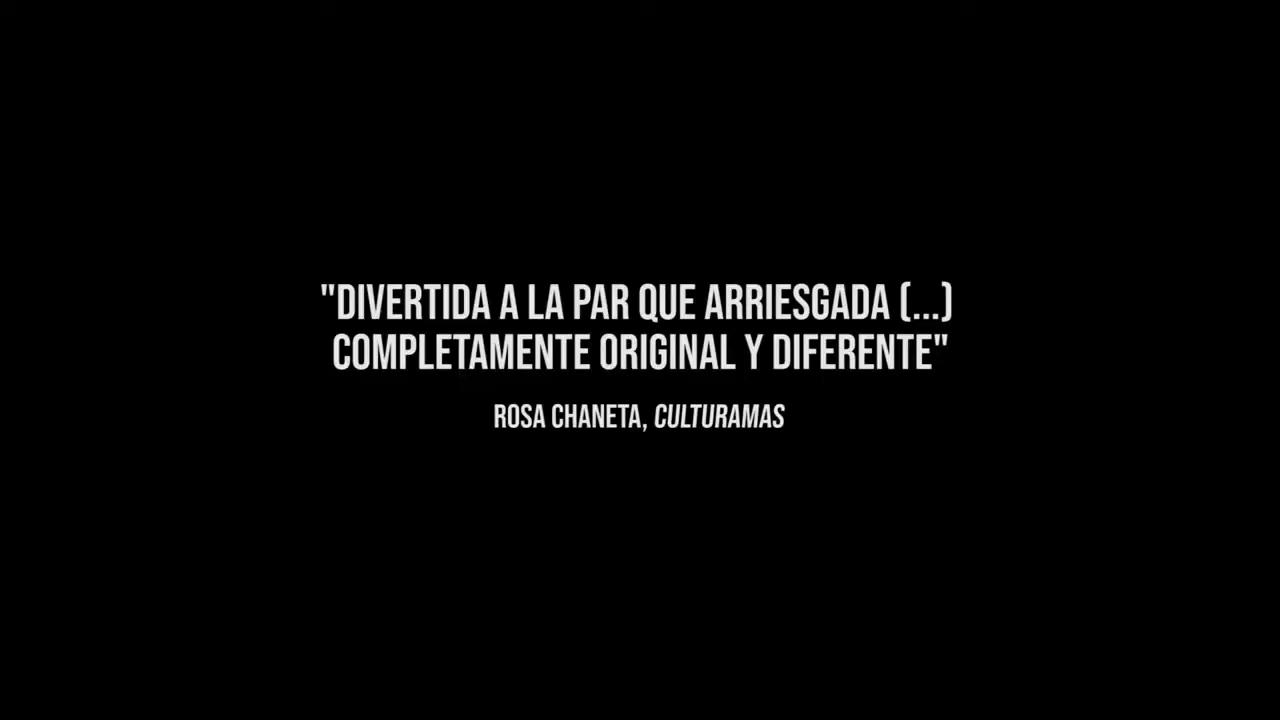 "DIVERTIDA A LA PAR QUE ARRIESGADA (...)
COMPLETAMENTE ORIGINAL Y DIFERENTE"
ROSA CHANETA, CULTURAMAS